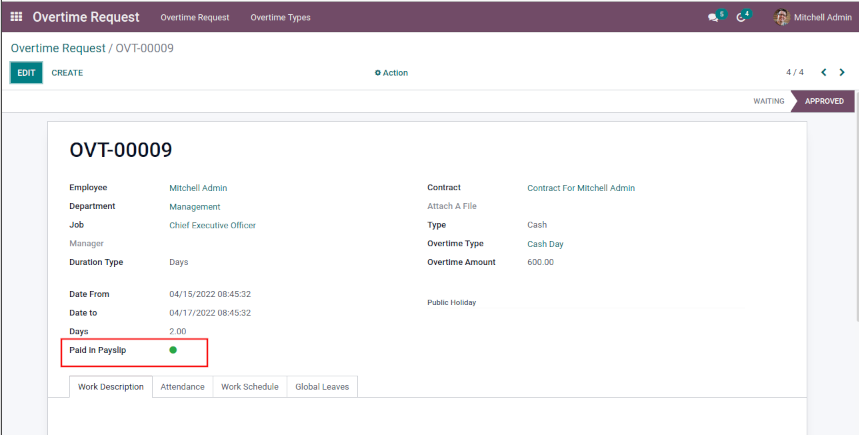 Overtime Request Overtime Request Overtime Types 5 4 Mitchell Admin
Overtime Request / OVT-00009
EDIT CREATE Action 4 / 4
WAITING APPROVED
OVT-00009
Employee Mitchell Admin Contract Contract For Mitchell Admin
Department Management Attach A File
Job Chief Executive Officer Type Cash
Manager Overtime Type Cash Day
Duration Type Days Overtime Amount 600.00
Date From 04/15/2022 08:45:32
Public Holiday
Date to 04/17/2022 08:45:32
Days 2.00
Paid In Payslip
Work Description Attendance Work Schedule Global Leaves